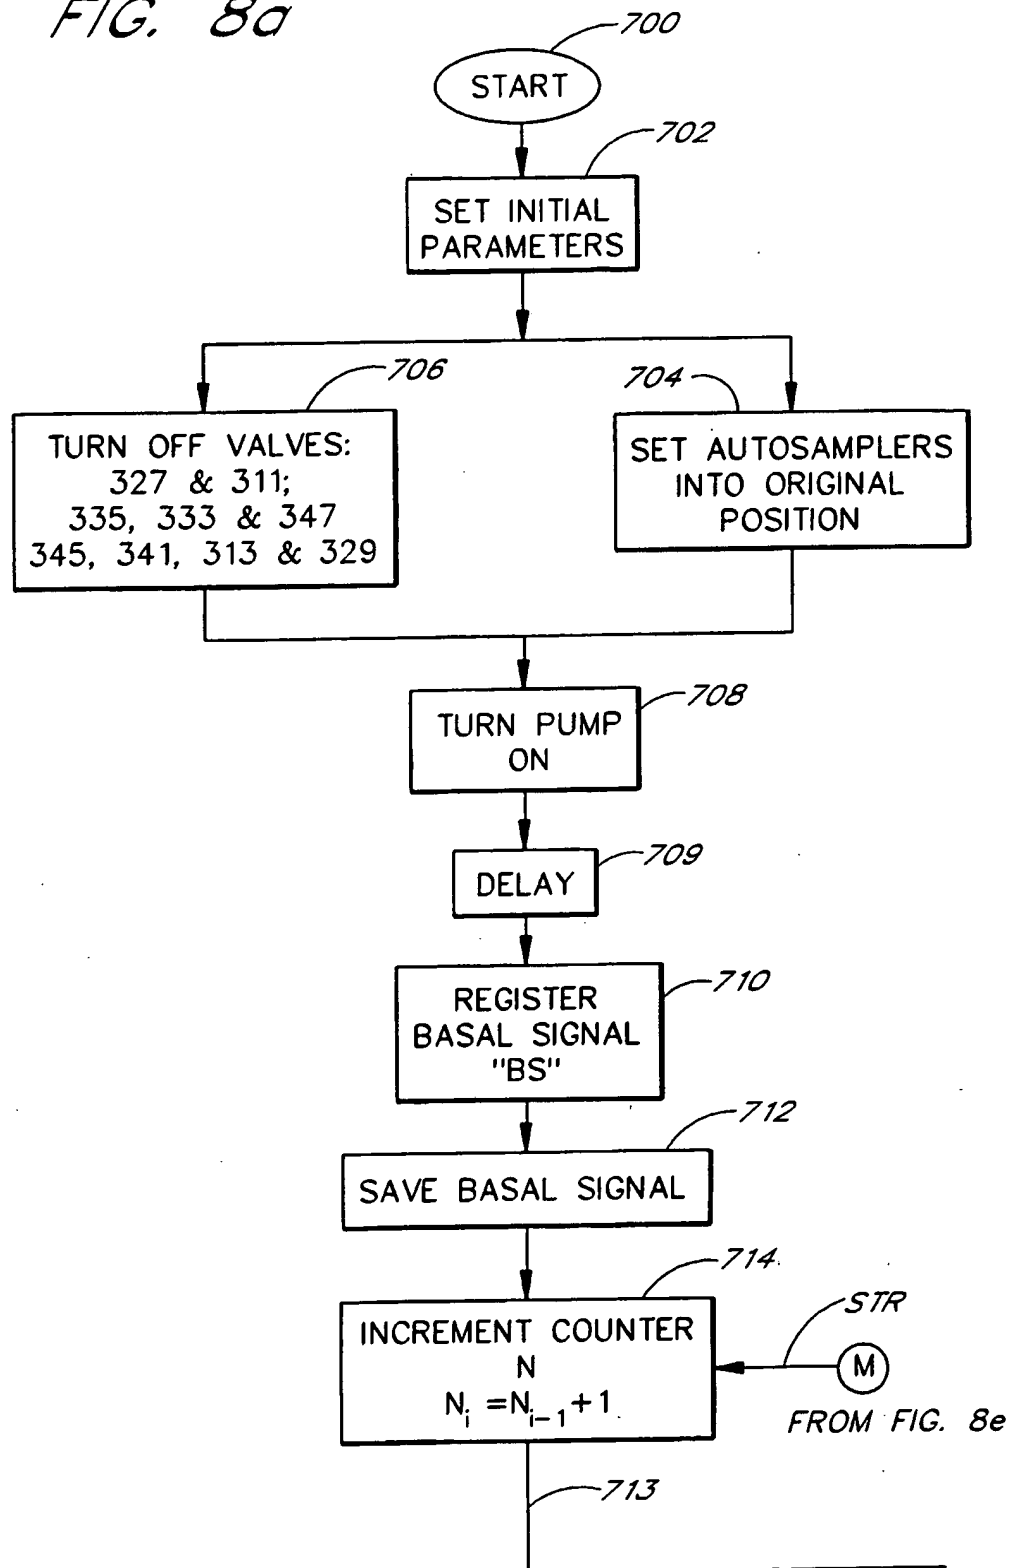 FIG. 8a
700
START
702
SET INITIAL
PARAMETERS
706
TURN OFF VALVES:
327 & 311;
335, 333 & 347
345, 341, 313 & 329
704
SET AUTOSAMPLERS
INTO ORIGINAL
POSITION
708
TURN PUMP
ON
709
DELAY
710
REGISTER
BASAL SIGNAL
"BS"
712
SAVE BASAL SIGNAL
714
INCREMENT COUNTER
N
N_i = N_{i-1} + 1
STR
M
FROM FIG. 8e
713